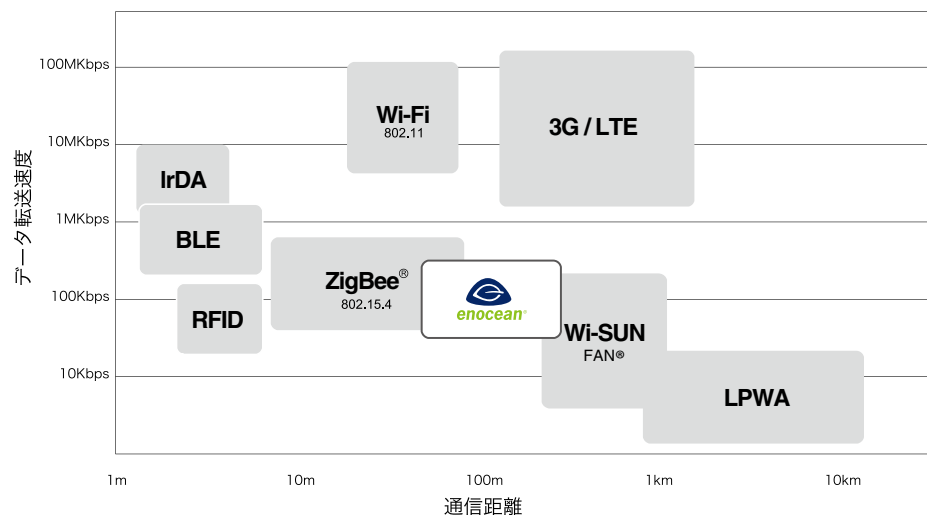 100MKbps
10MKbps
1MKbps
100Kbps
10Kbps
データ転送速度
Wi-Fi
802.11
3G / LTE
IrDA
BLE
ZigBee®
802.15.4
enocean®
RFID
Wi-SUN
FAN®
LPWA
1m
10m
100m
1km
10km
通信距離